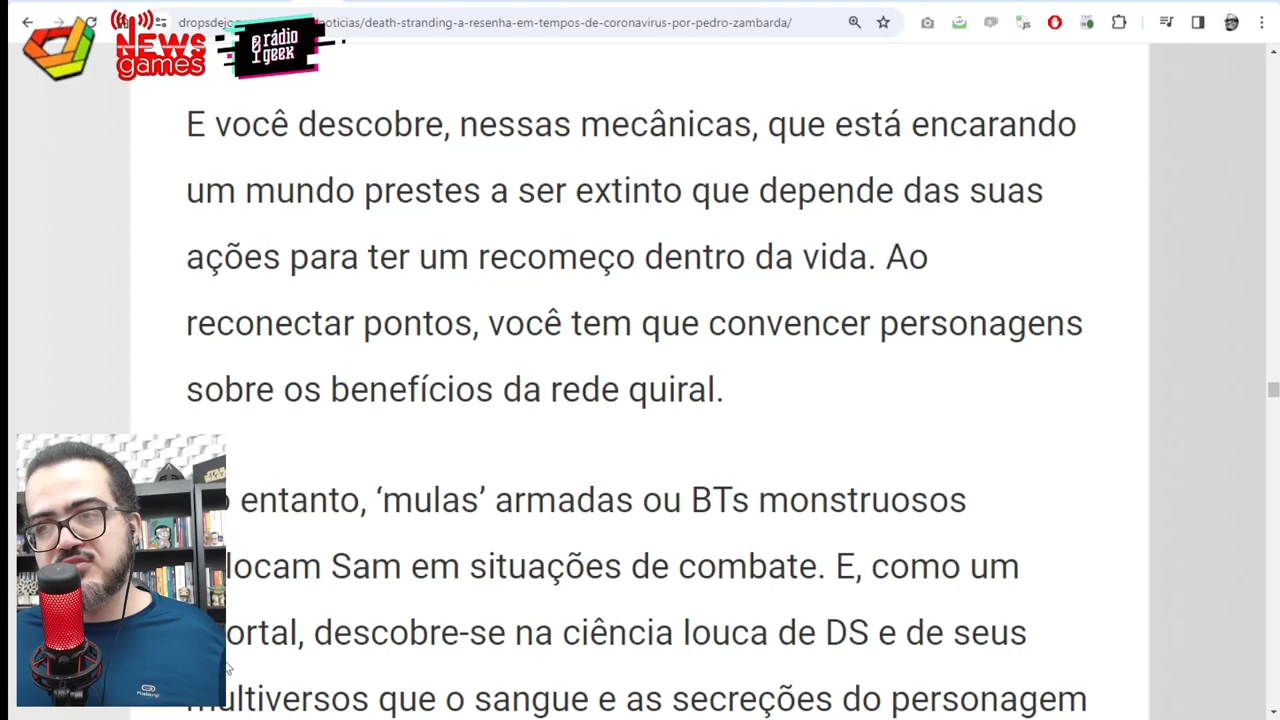 dropsdejo
noticias/death-stranding-a-resenha-em-tempos-de-coronavirus-por-pedro-zambarda/
NEWS
games
rádio
geek
E você descobre, nessas mecânicas, que está encarando
um mundo prestes a ser extinto que depende das suas
ações para ter um recomeço dentro da vida. Ao
reconectar pontos, você tem que convencer personagens
sobre os benefícios da rede quiral.
entanto, ‘mulas’ armadas ou BTs monstruosos
locam Sam em situações de combate. E, como um
ortal, descobre-se na ciência louca de DS e de seus
multiversos que o sangue e as secreções do personagem
STAR WARS